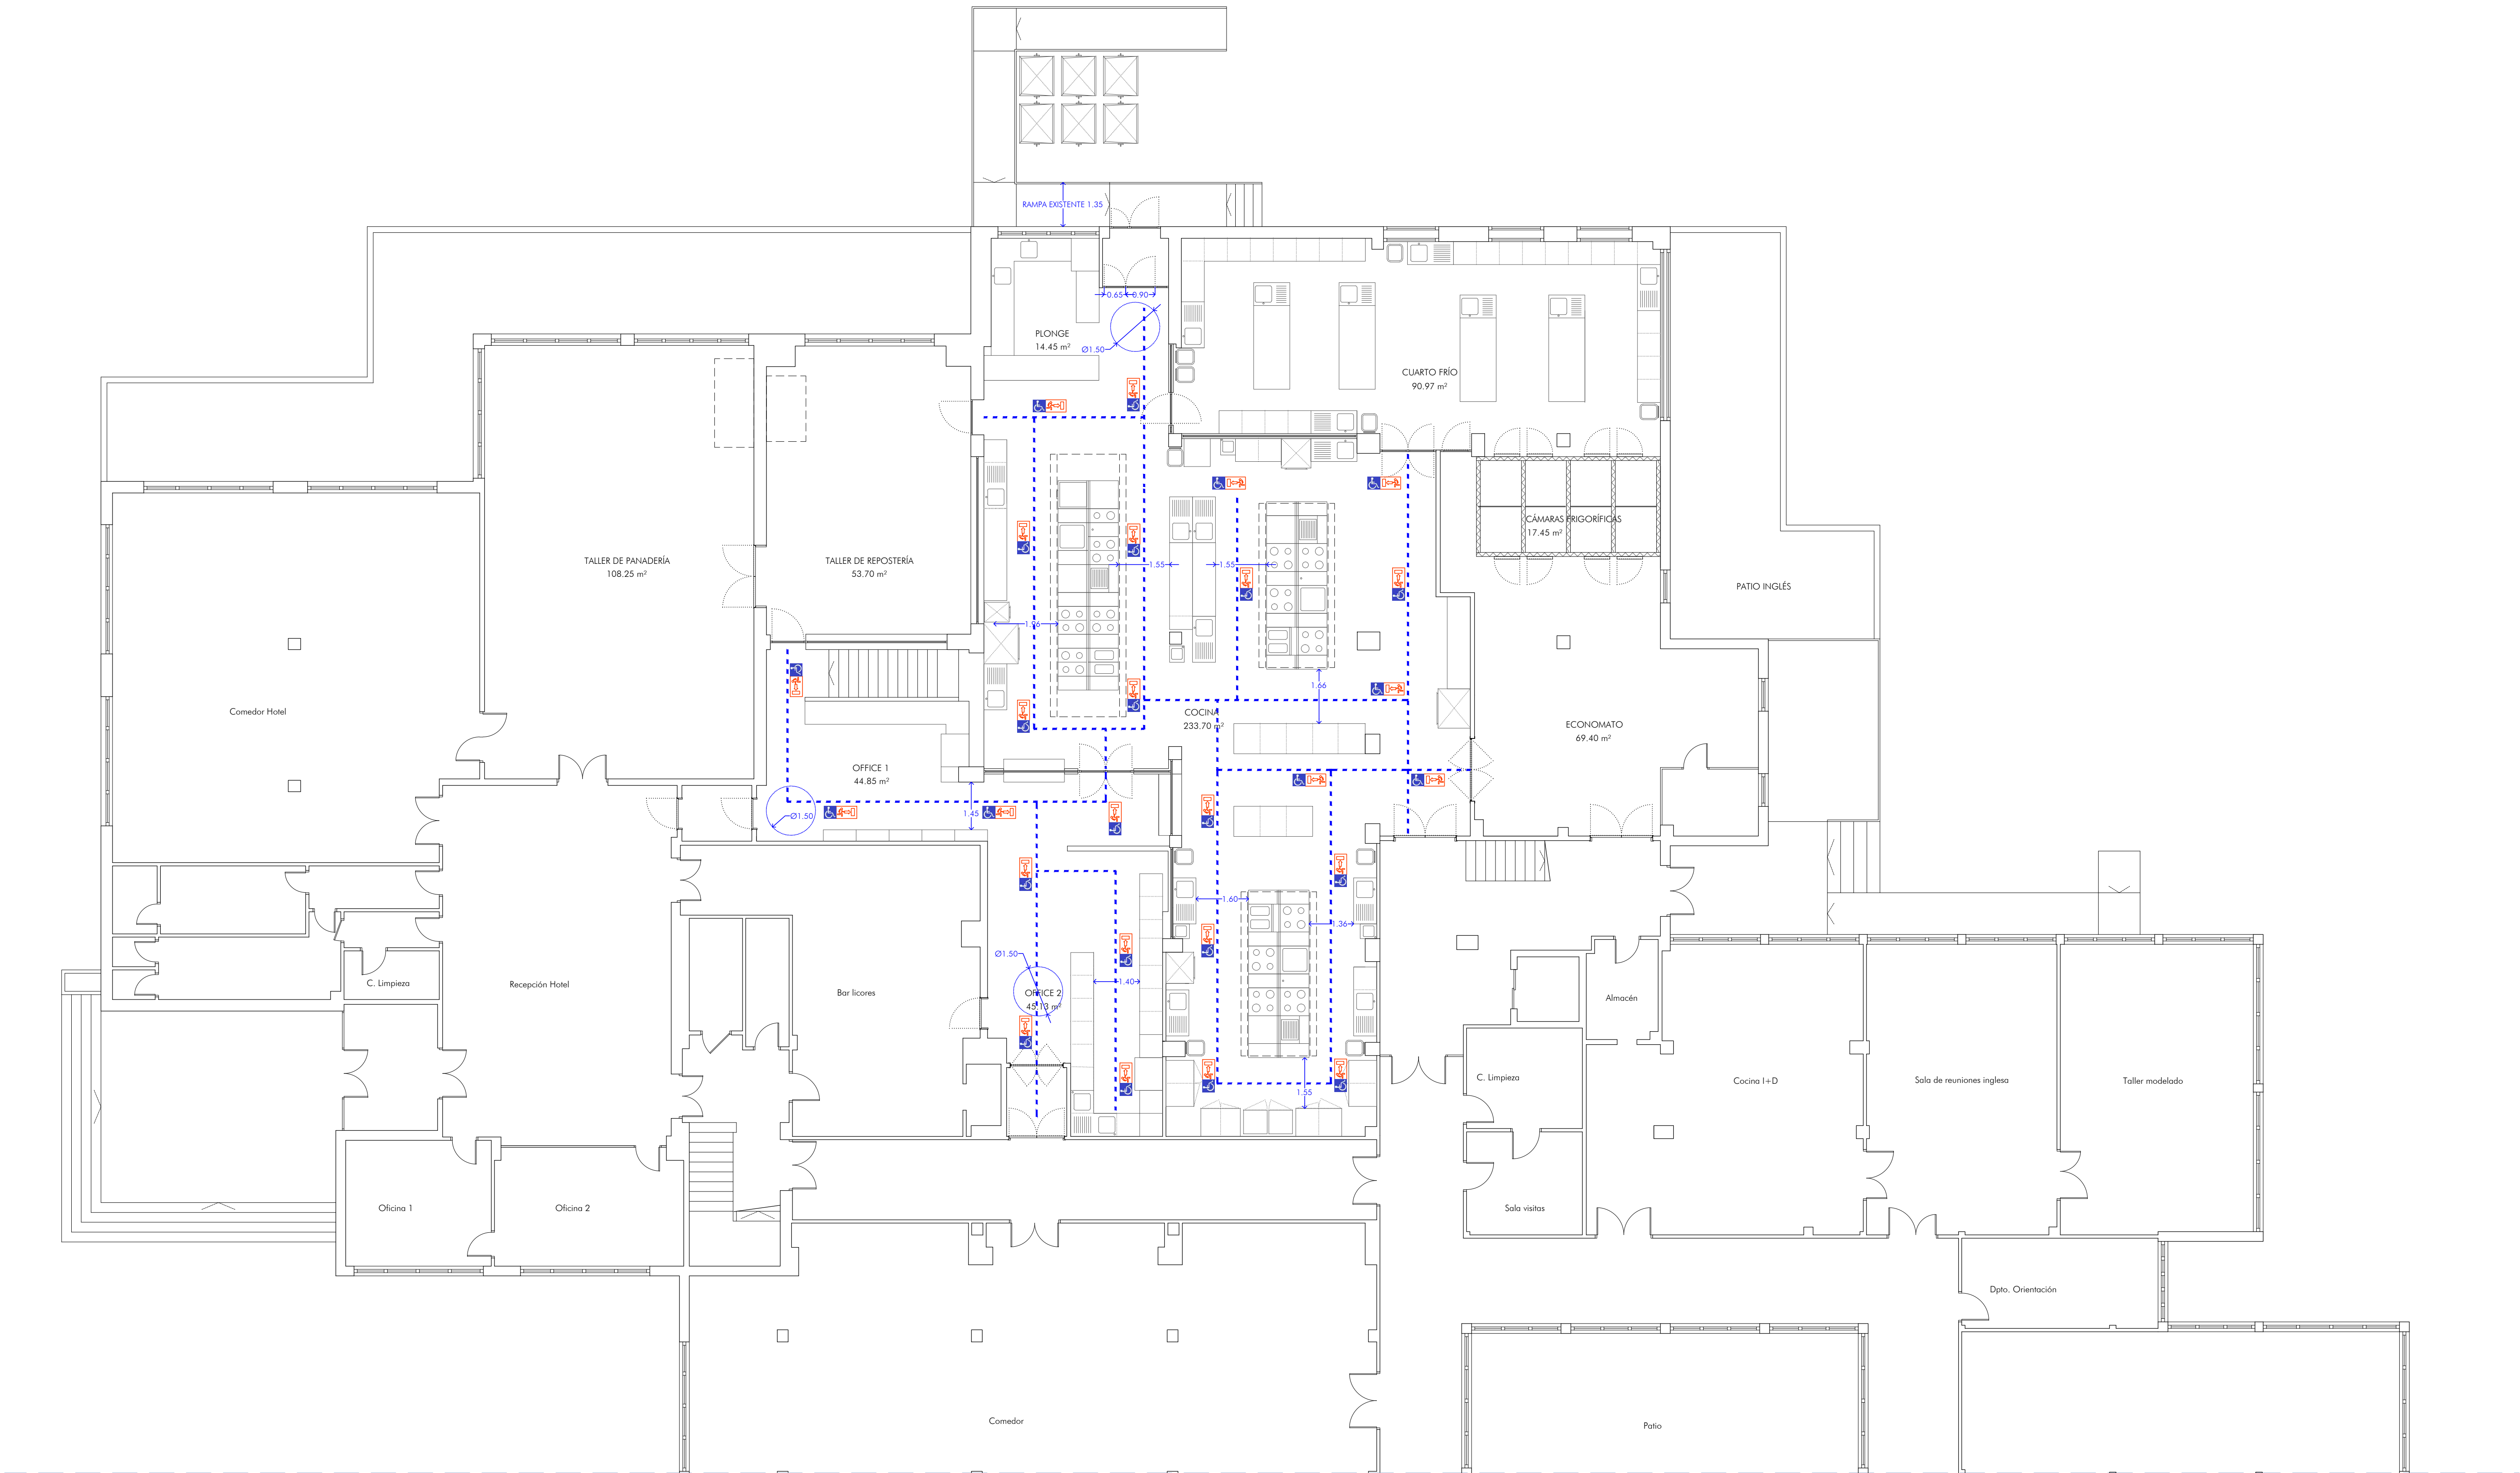 RAMPA EXISTENTE 1.35
0.65
0.90
PLONGE
14.45 m²
Ø1.50
CUARTO FRÍO
90.97 m²
CÁMARAS FRIGORÍFICAS
17.45 m²
TALLER DE PANADERÍA
108.25 m²
TALLER DE REPOSTERÍA
53.70 m²
1.55
1.55
PATIO INGLÉS
1.96
1.66
Comedor Hotel
COCINA
233.70 m²
ECONOMATO
69.40 m²
OFFICE 1
44.85 m²
Ø1.50
1.45
1.60
1.36
Ø1.50
C. Limpieza
Recepción Hotel
Bar licores
OFFICE 2
45.13 m²
1.40
Almacén
C. Limpieza
Cocina I+D
Sala de reuniones inglesa
Taller modelado
1.55
Oficina 1
Oficina 2
Sala visitas
Dpto. Orientación
Comedor
Patio